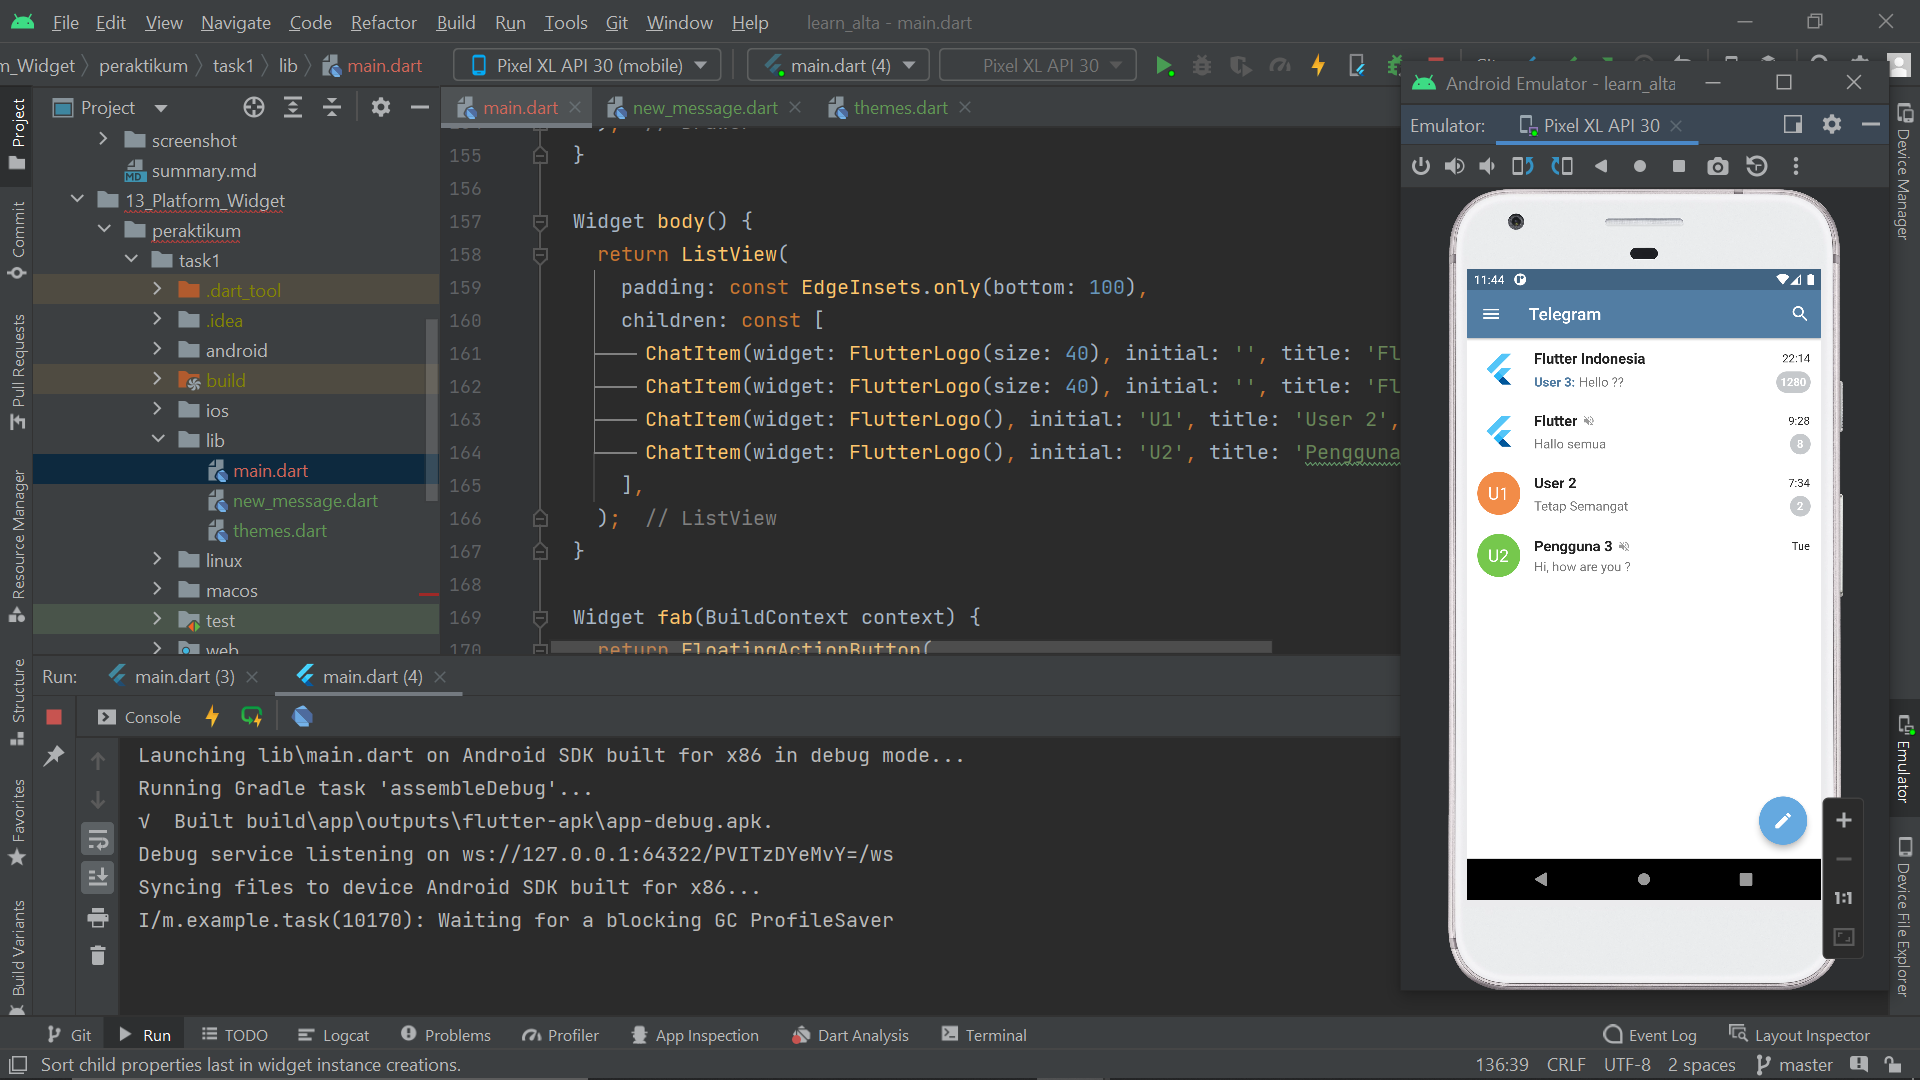 File Edit View Navigate Code Refactor Build Run Tools Git Window Help learn_alta - main.dart
m_Widget peraktikum task1 lib main.dart Pixel XL API 30 (mobile) main.dart (4) Pixel XL API 30
Project
main.dart new_message.dart themes.dart
screenshot
summary.md
13_Platform_Widget
peraktikum
task1
.dart_tool
.idea
android
build
ios
lib
main.dart
new_message.dart
themes.dart
linux
macos
test
web
Project
Commit
Pull Requests
Resource Manager
Structure
Favorites
Build Variants
155 }
156
157 Widget body() {
158 return ListView(
159 padding: const EdgeInsets.only(bottom: 100),
160 children: const [
161 ChatItem(widget: FlutterLogo(size: 40), initial: '', title: 'Fl
162 ChatItem(widget: FlutterLogo(size: 40), initial: '', title: 'Fl
163 ChatItem(widget: FlutterLogo(), initial: 'U1', title: 'User 2',
164 ChatItem(widget: FlutterLogo(), initial: 'U2', title: 'Pengguna
165 ],
166 ); // ListView
167 }
168
169 Widget fab(BuildContext context) {
170 return FloatingActionButton(
Android Emulator - learn_alta
Emulator: Pixel XL API 30
11:44
Telegram
Flutter Indonesia 22:14
User 3: Hello ?? 1280
Flutter 9:28
Hallo semua 8
U1 User 2 7:34
Tetap Semangat 2
U2 Pengguna 3 Tue
Hi, how are you ?
1:1
Device Manager
Emulator
Device File Explorer
Run: main.dart (3) main.dart (4)
Console
Launching lib\main.dart on Android SDK built for x86 in debug mode...
Running Gradle task 'assembleDebug'...
√ Built build\app\outputs\flutter-apk\app-debug.apk.
Debug service listening on ws://127.0.0.1:64322/PVITzDYeMvY=/ws
Syncing files to device Android SDK built for x86...
I/m.example.task(10170): Waiting for a blocking GC ProfileSaver
Git Run TODO Logcat Problems Profiler App Inspection Dart Analysis Terminal Event Log Layout Inspector
Sort child properties last in widget instance creations. 136:39 CRLF UTF-8 2 spaces master